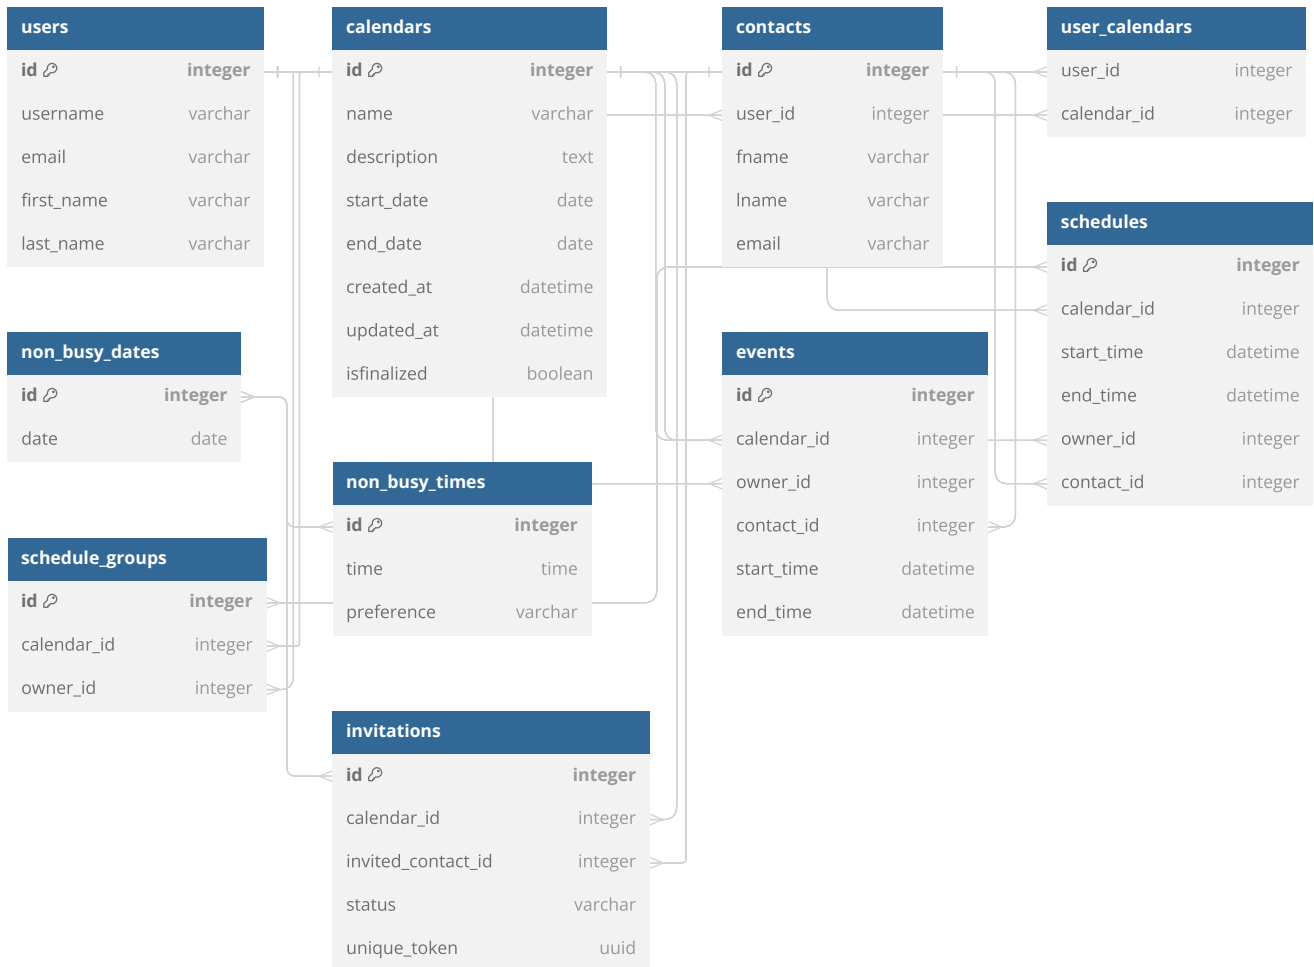 users
id integer
username varchar
email varchar
first_name varchar
last_name varchar
calendars
id integer
name varchar
description text
start_date date
end_date date
created_at datetime
updated_at datetime
isfinalized boolean
contacts
id integer
user_id integer
fname varchar
lname varchar
email varchar
user_calendars
user_id integer
calendar_id integer
schedules
id integer
calendar_id integer
start_time datetime
end_time datetime
owner_id integer
contact_id integer
non_busy_dates
id integer
date date
non_busy_times
id integer
time time
preference varchar
events
id integer
calendar_id integer
owner_id integer
contact_id integer
start_time datetime
end_time datetime
schedule_groups
id integer
calendar_id integer
owner_id integer
invitations
id integer
calendar_id integer
invited_contact_id integer
status varchar
unique_token uuid